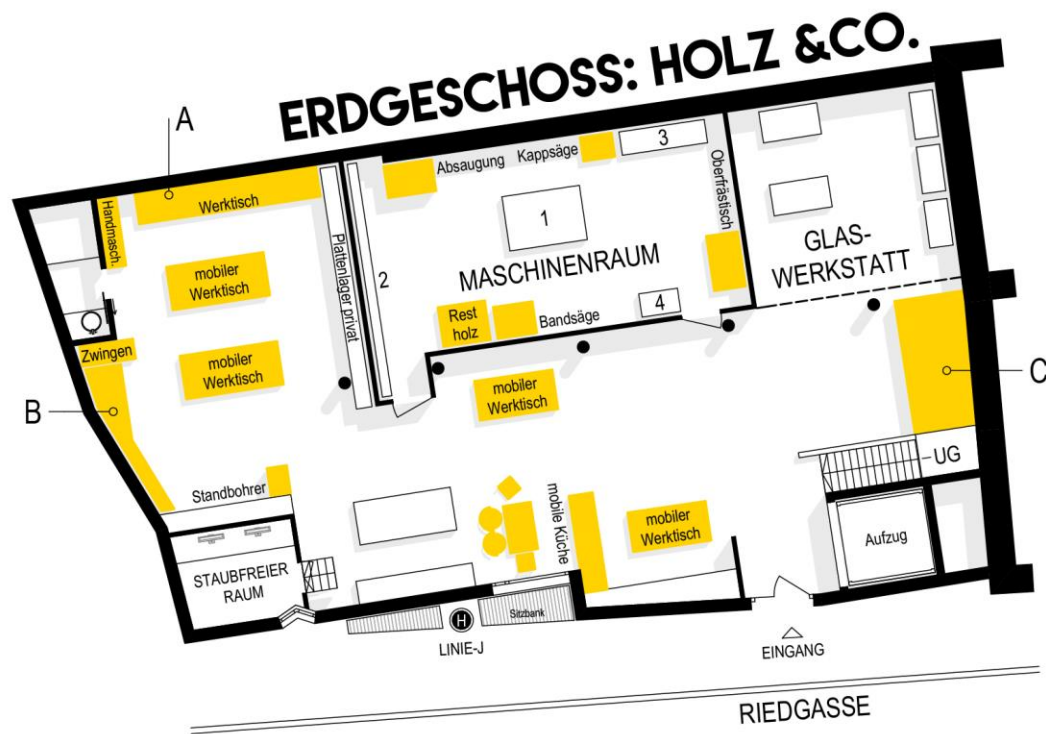 ERDGESCHOSS: HOLZ &CO.
A
Werktisch
Handmasch.
mobiler
Werktisch
Plattenlager privat
2
Absaugung
Kappsäge
3
1
Oberfrästisch
MASCHINENRAUM
4
Rest
holz
Bandsäge
GLAS-
WERKSTATT
Zwingen
mobiler
Werktisch
B
mobiler
Werktisch
C
UG
Standbohrer
mobile Küche
mobiler
Werktisch
Aufzug
STAUBFREIER
RAUM
Sitzbank
H
LINIE-J
EINGANG
RIEDGASSE